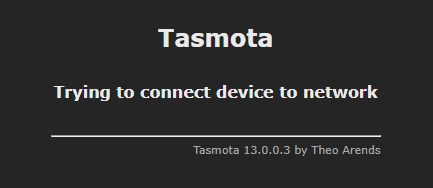 Tasmota
Trying to connect device to network
Tasmota 13.0.0.3 by Theo Arends